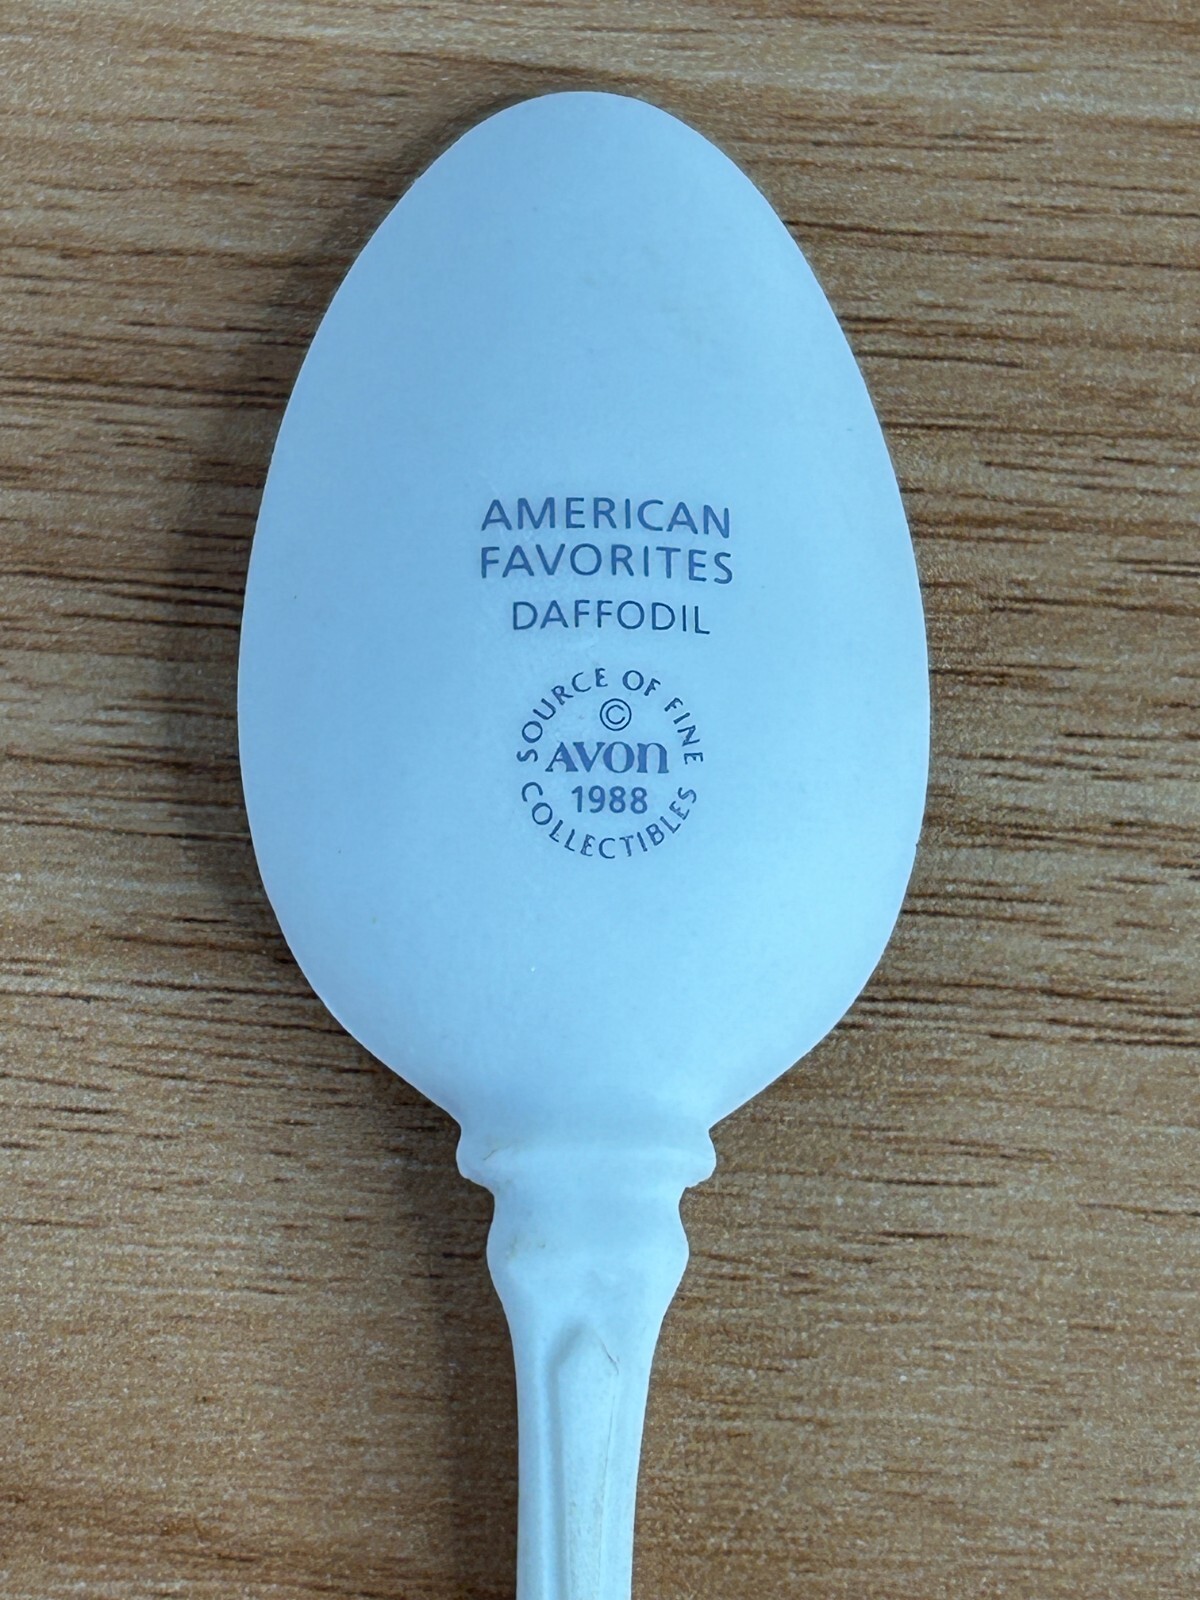 AMERICAN
FAVORITES
DAFFODIL
SOURCE OF FINE
©
AVON
1988
COLLECTIBLES